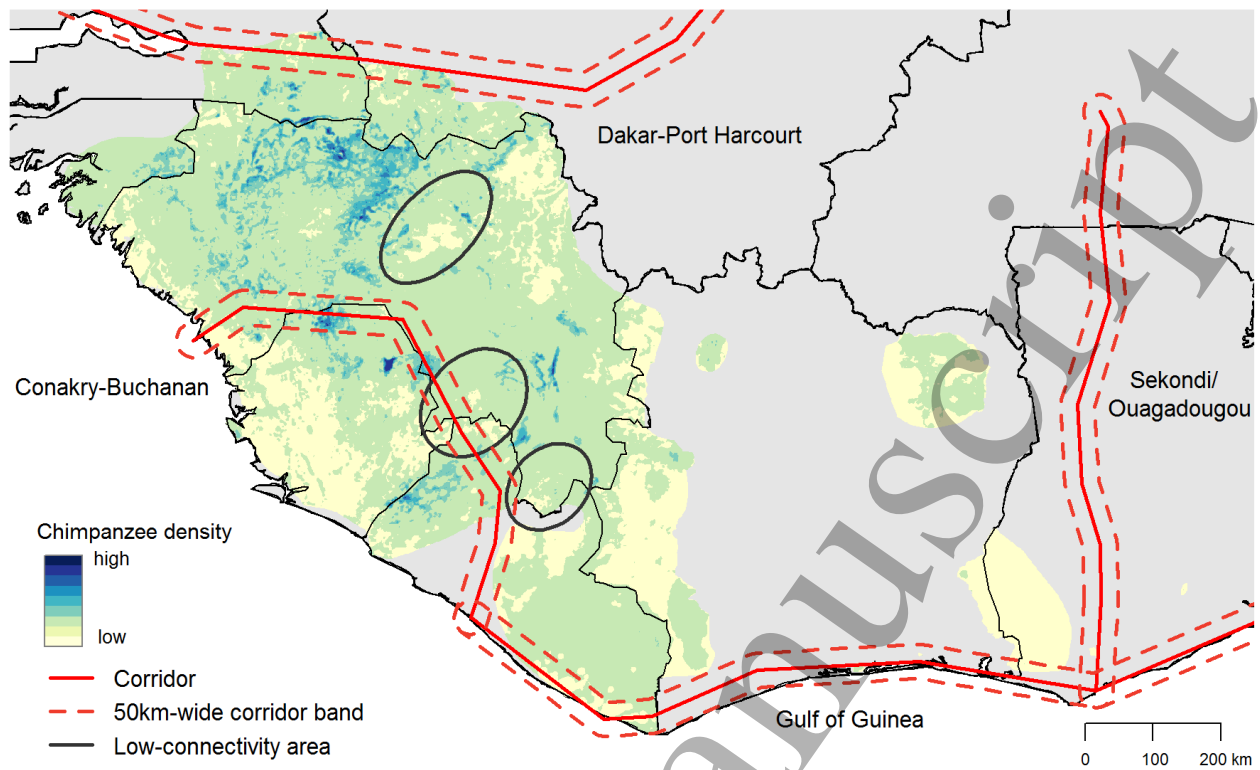 Dakar-Port Harcourt
Conakry-Buchanan
Sekondi/
Ouagadougou
Chimpanzee density
high
low
Corridor
50km-wide corridor band
Low-connectivity area
Gulf of Guinea
0 100 200 km
anuscript